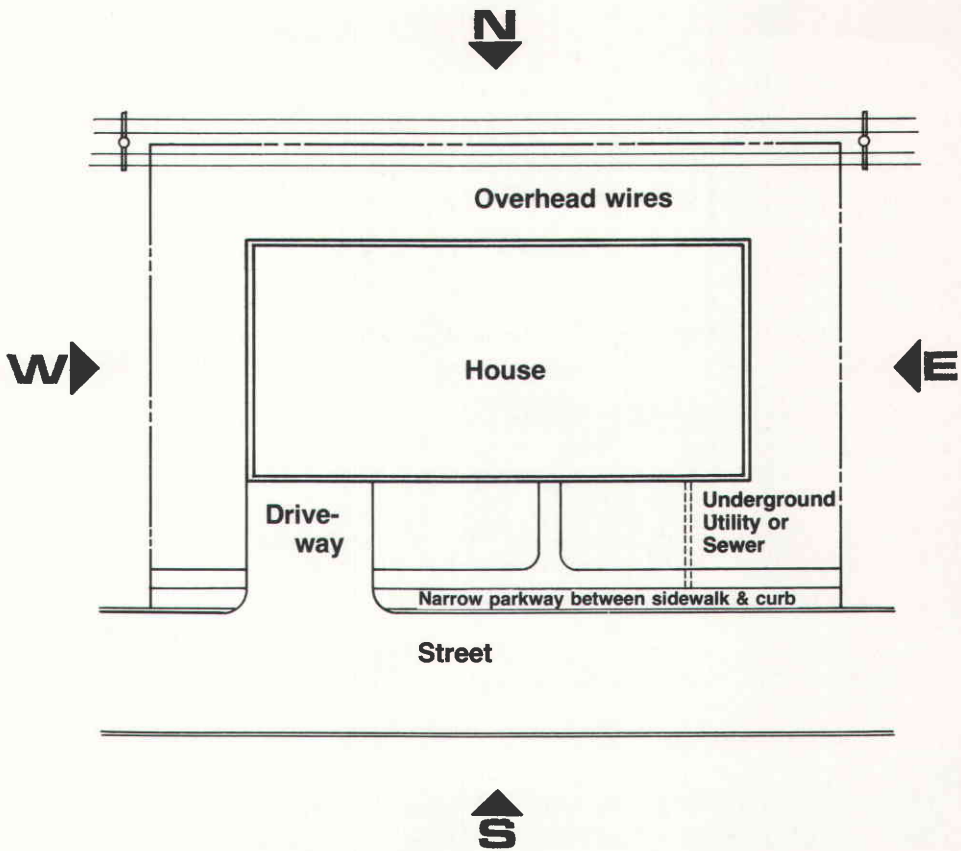 N
Overhead wires
W
House
E
Drive-
way
Underground
Utility or
Sewer
Narrow parkway between sidewalk & curb
Street
S